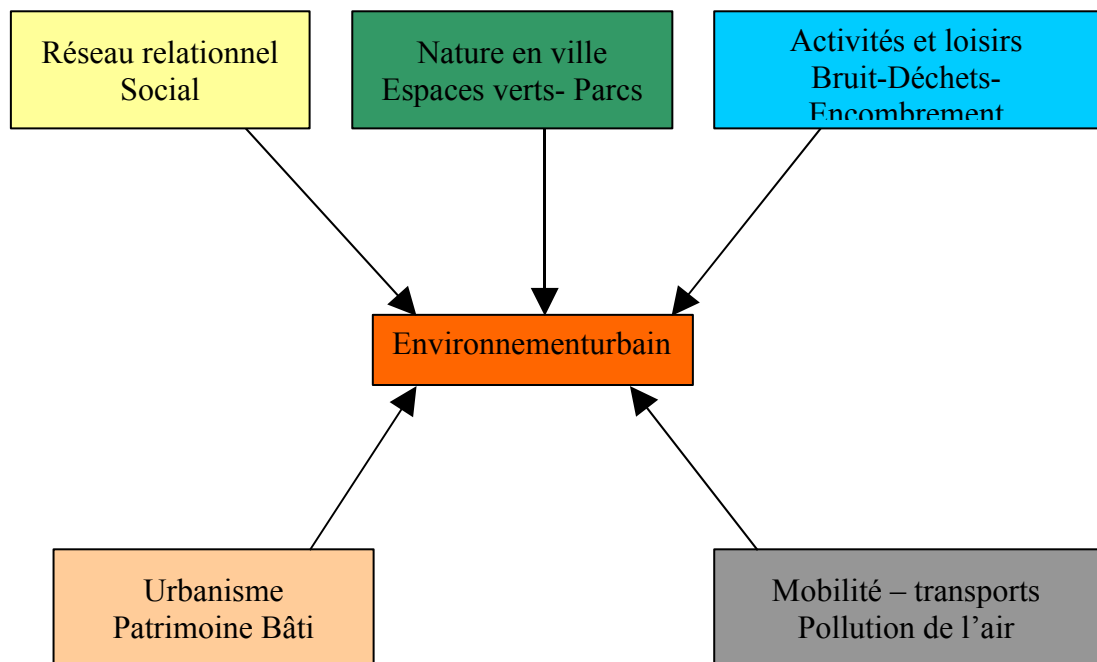 Réseau relationnel
Social
Nature en ville
Espaces verts- Parcs
Activités et loisirs
Bruit-Déchets-
Encombrement
Environnementurbain
Urbanisme
Patrimoine Bâti
Mobilité – transports
Pollution de l’air